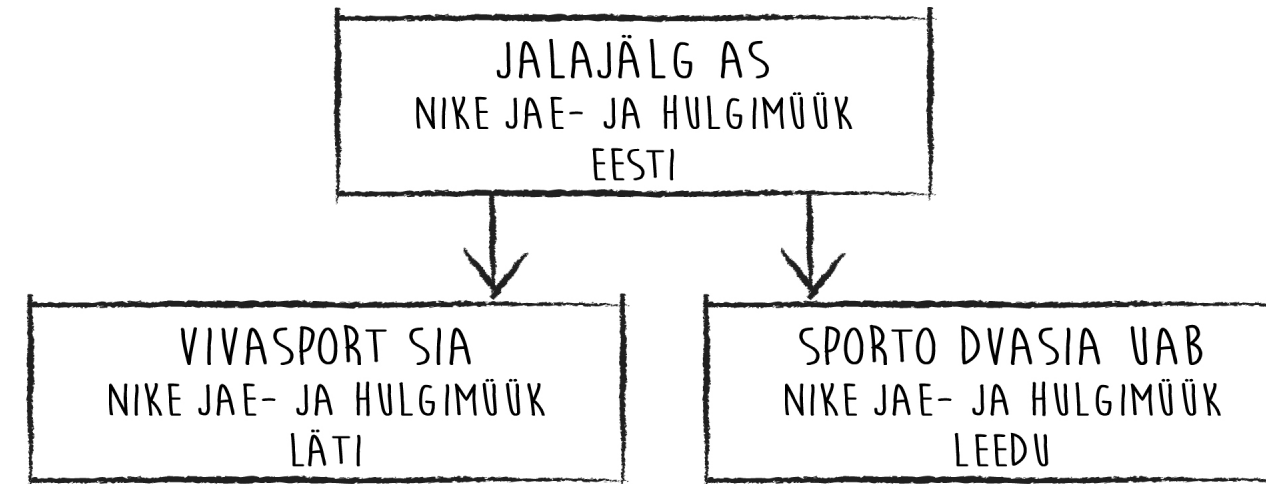 JALAJÄLG AS
NIKE JAE- JA HULGIMÜÜK
EESTI
VIVASPORT SIA
NIKE JAE- JA HULGIMÜÜK
LÄTI
SPORTO DVASIA UAB
NIKE JAE- JA HULGIMÜÜK
LEEDU